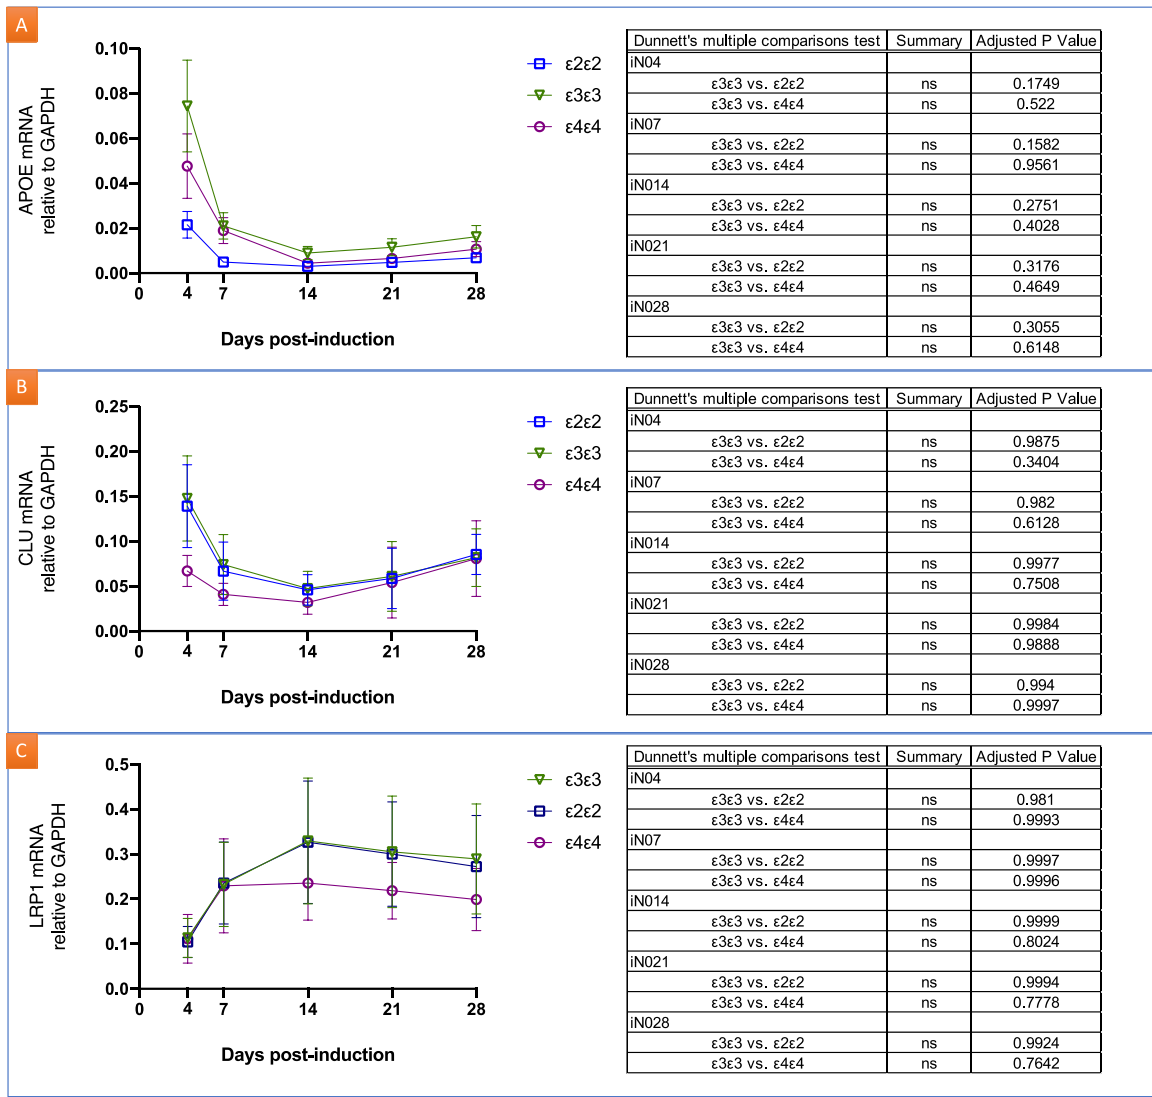 A
0.10
0.08
0.06
0.04
0.02
0.00
0 4 7 14 21 28
APOE mRNA
relative to GAPDH
Days post-induction
ε2ε2
ε3ε3
ε4ε4
Dunnett's multiple comparisons test Summary Adjusted P Value
iN04
ε3ε3 vs. ε2ε2 ns 0.1749
ε3ε3 vs. ε4ε4 ns 0.522
iN07
ε3ε3 vs. ε2ε2 ns 0.1582
ε3ε3 vs. ε4ε4 ns 0.9561
iN014
ε3ε3 vs. ε2ε2 ns 0.2751
ε3ε3 vs. ε4ε4 ns 0.4028
iN021
ε3ε3 vs. ε2ε2 ns 0.3176
ε3ε3 vs. ε4ε4 ns 0.4649
iN028
ε3ε3 vs. ε2ε2 ns 0.3055
ε3ε3 vs. ε4ε4 ns 0.6148
B
0.25
0.20
0.15
0.10
0.05
0.00
0 4 7 14 21 28
CLU mRNA
relative to GAPDH
Days post-induction
ε2ε2
ε3ε3
ε4ε4
Dunnett's multiple comparisons test Summary Adjusted P Value
iN04
ε3ε3 vs. ε2ε2 ns 0.9875
ε3ε3 vs. ε4ε4 ns 0.3404
iN07
ε3ε3 vs. ε2ε2 ns 0.982
ε3ε3 vs. ε4ε4 ns 0.6128
iN014
ε3ε3 vs. ε2ε2 ns 0.9977
ε3ε3 vs. ε4ε4 ns 0.7508
iN021
ε3ε3 vs. ε2ε2 ns 0.9984
ε3ε3 vs. ε4ε4 ns 0.9888
iN028
ε3ε3 vs. ε2ε2 ns 0.994
ε3ε3 vs. ε4ε4 ns 0.9997
C
0.5
0.4
0.3
0.2
0.1
0.0
0 4 7 14 21 28
LRP1 mRNA
relative to GAPDH
Days post-induction
ε3ε3
ε2ε2
ε4ε4
Dunnett's multiple comparisons test Summary Adjusted P Value
iN04
ε3ε3 vs. ε2ε2 ns 0.981
ε3ε3 vs. ε4ε4 ns 0.9993
iN07
ε3ε3 vs. ε2ε2 ns 0.9997
ε3ε3 vs. ε4ε4 ns 0.9996
iN014
ε3ε3 vs. ε2ε2 ns 0.9999
ε3ε3 vs. ε4ε4 ns 0.8024
iN021
ε3ε3 vs. ε2ε2 ns 0.9994
ε3ε3 vs. ε4ε4 ns 0.7778
iN028
ε3ε3 vs. ε2ε2 ns 0.9924
ε3ε3 vs. ε4ε4 ns 0.7642